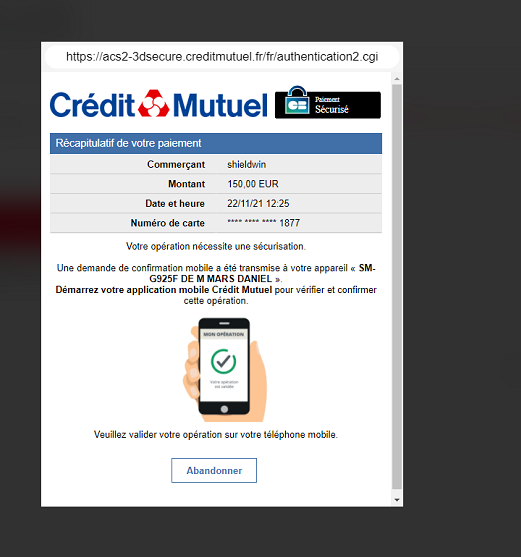 https://acs2-3dsecure.creditmutuel.fr/fr/authentication2.cgi
Crédit Mutuel
CB
Paiement
Sécurisé
Récapitulatif de votre paiement
Commerçant shieldwin
Montant 150,00 EUR
Date et heure 22/11/21 12:25
Numéro de carte **** **** **** 1877
Votre opération nécessite une sécurisation.
Une demande de confirmation mobile a été transmise à votre appareil « SM-
G925F DE M MARS DANIEL ».
Démarrez votre application mobile Crédit Mutuel pour vérifier et confirmer
cette opération.
MON OPÉRATION
Votre opération
est validée
Veuillez valider votre opération sur votre téléphone mobile.
Abandonner